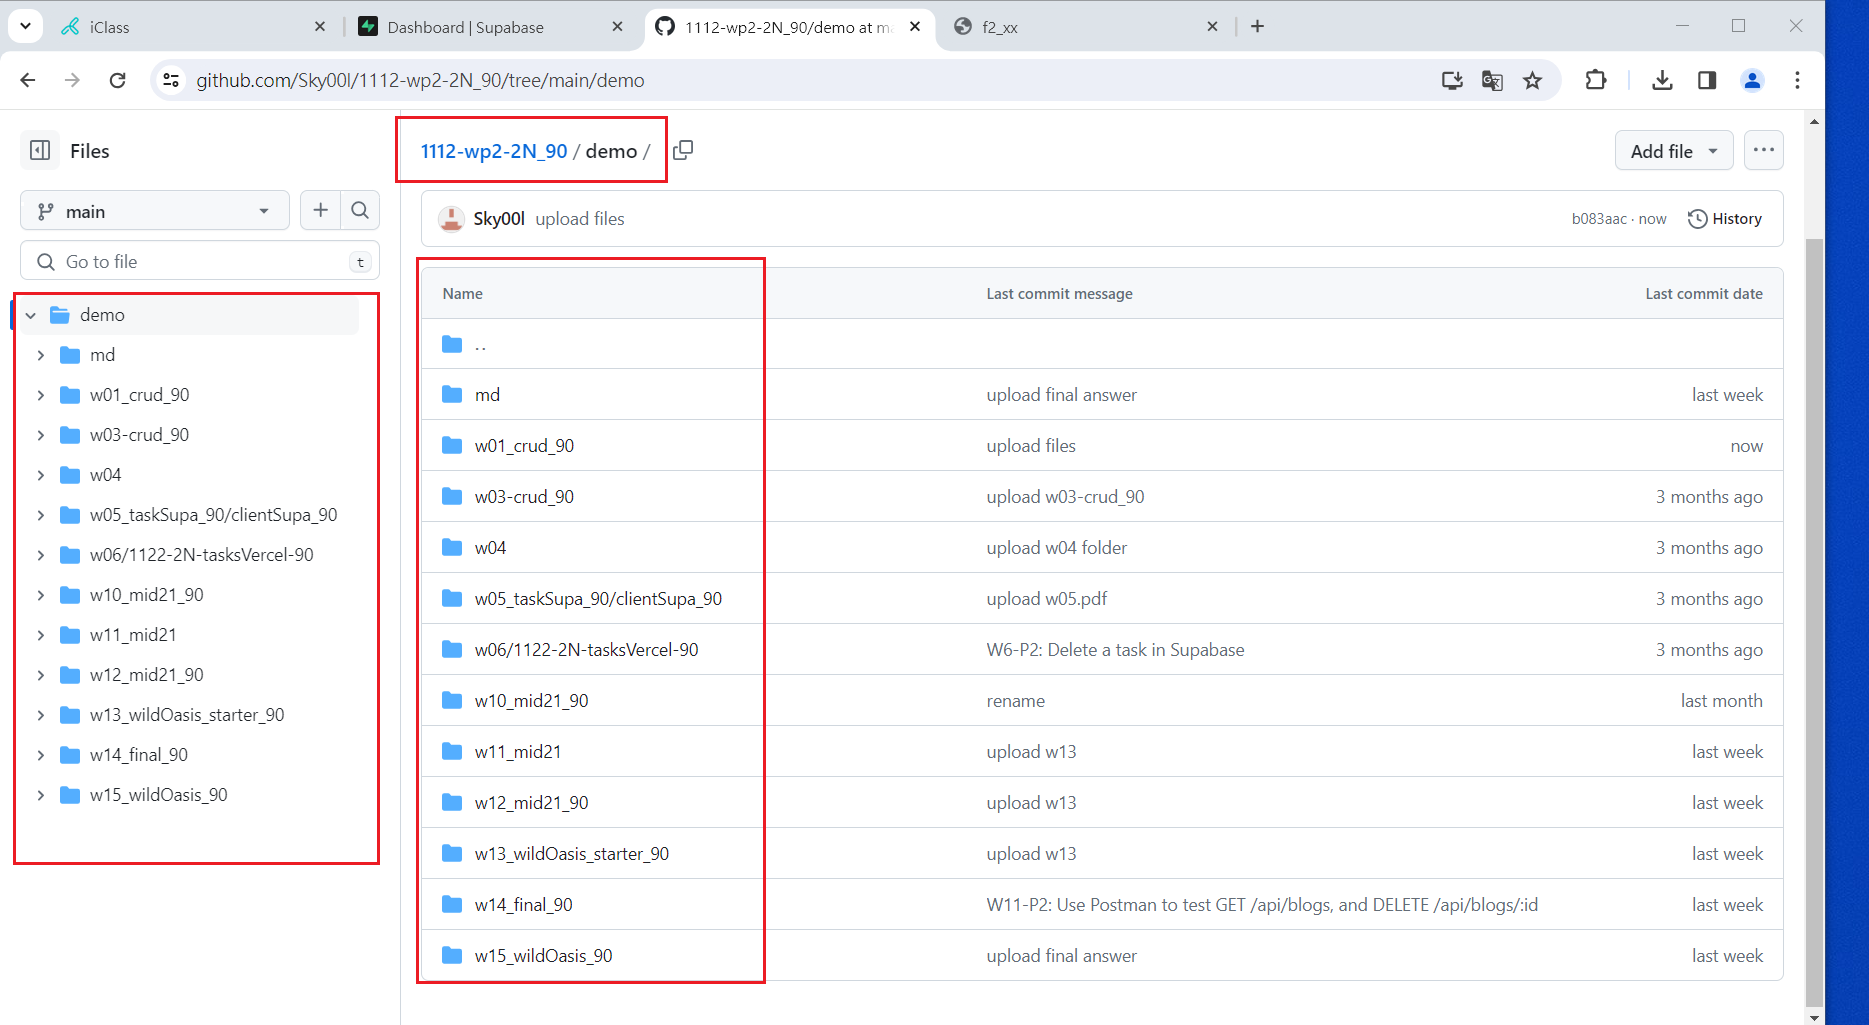 iClass
Dashboard | Supabase
1112-wp2-2N_90/demo at ma
f2_xx
github.com/Sky00l/1112-wp2-2N_90/tree/main/demo
Files
1112-wp2-2N_90 / demo /
Add file
main
Sky00l upload files
b083aac · now
History
Go to file
t
Name
Last commit message
Last commit date
demo
md
w01_crud_90
w03-crud_90
w04
w05_taskSupa_90/clientSupa_90
w06/1122-2N-tasksVercel-90
w10_mid21_90
w11_mid21
w12_mid21_90
w13_wildOasis_starter_90
w14_final_90
w15_wildOasis_90
..
md upload final answer last week
w01_crud_90 upload files now
w03-crud_90 upload w03-crud_90 3 months ago
w04 upload w04 folder 3 months ago
w05_taskSupa_90/clientSupa_90 upload w05.pdf 3 months ago
w06/1122-2N-tasksVercel-90 W6-P2: Delete a task in Supabase 3 months ago
w10_mid21_90 rename last month
w11_mid21 upload w13 last week
w12_mid21_90 upload w13 last week
w13_wildOasis_starter_90 upload w13 last week
w14_final_90 W11-P2: Use Postman to test GET /api/blogs, and DELETE /api/blogs/:id last week
w15_wildOasis_90 upload final answer last week